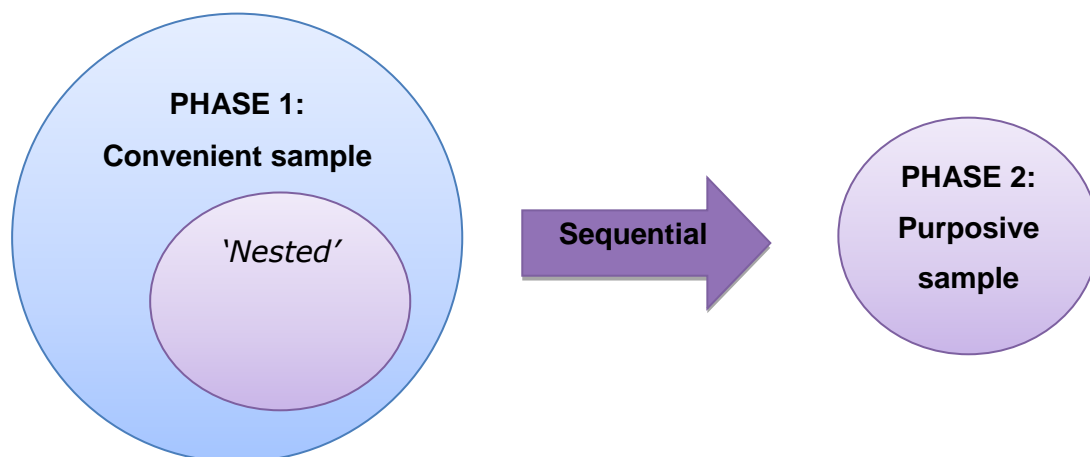 PHASE 1:
Convenient sample
‘Nested’
Sequential
PHASE 2:
Purposive
sample